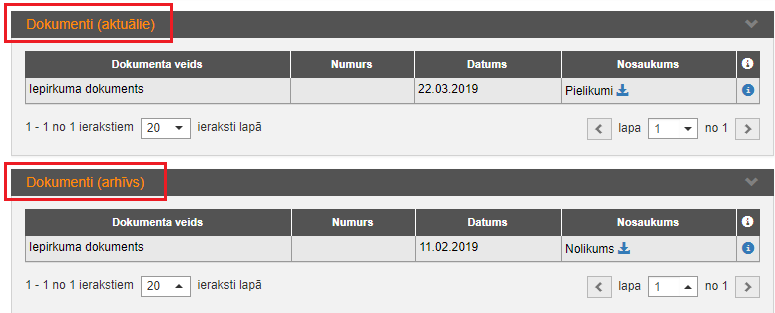 Dokumenti (aktuālie)
Dokumenta veids Numurs Datums Nosaukums
Iepirkuma dokuments 22.03.2019 Pielikumi
1 - 1 no 1 ierakstiem 20 ieraksti lapā lapa 1 no 1
Dokumenti (arhīvs)
Dokumenta veids Numurs Datums Nosaukums
Iepirkuma dokuments 11.02.2019 Nolikums
1 - 1 no 1 ierakstiem 20 ieraksti lapā lapa 1 no 1